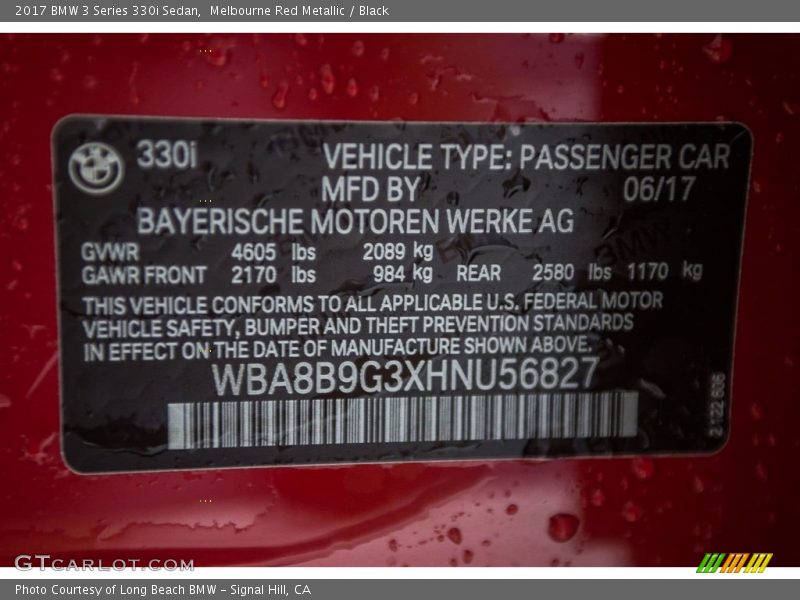 2017 BMW 3 Series 330i Sedan,  Melbourne Red Metallic / Black
330i
VEHICLE TYPE: PASSENGER CAR
MFD BY 06/17
BAYERISCHE MOTOREN WERKE AG
GVWR 4605 lbs 2089 kg
GAWR FRONT 2170 lbs 984 kg REAR 2580 lbs 1170 kg
THIS VEHICLE CONFORMS TO ALL APPLICABLE U.S. FEDERAL MOTOR
VEHICLE SAFETY, BUMPER AND THEFT PREVENTION STANDARDS
IN EFFECT ON THE DATE OF MANUFACTURE SHOWN ABOVE.
WBA8B9G3XHNU56827
GTCARLOT.COM
Photo Courtesy of Long Beach BMW – Signal Hill, CA